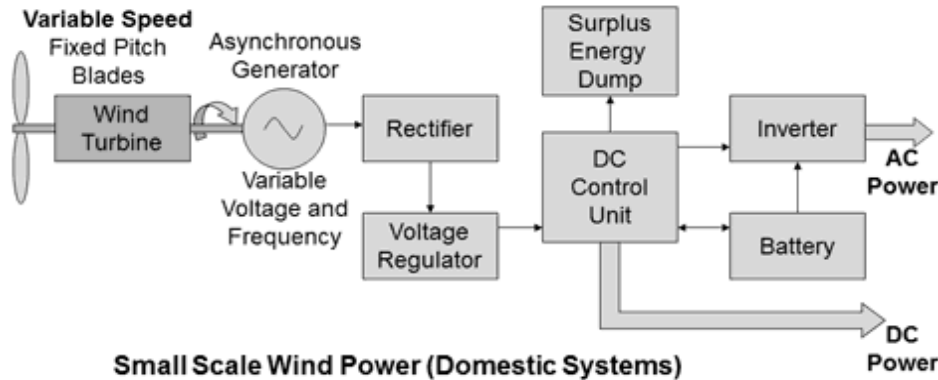 Variable Speed
Fixed Pitch
Blades
Wind
Turbine
Asynchronous
Generator
Variable
Voltage and
Frequency
Rectifier
Voltage
Regulator
Surplus
Energy
Dump
DC
Control
Unit
Inverter
Battery
AC
Power
DC
Power
Small Scale Wind Power (Domestic Systems)